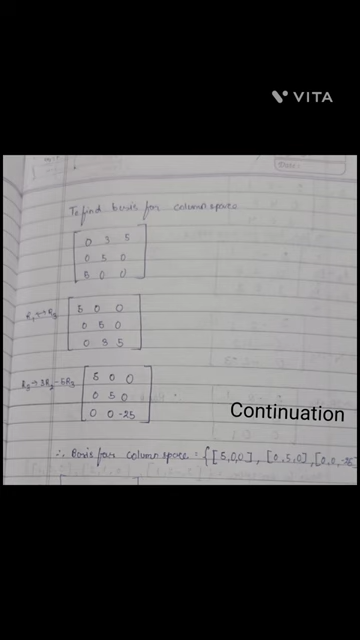 VITA
To find basis for column space
0 3 5
0 5 0
5 0 0
R₁↔R₃
5 0 0
0 5 0
0 3 5
R₃→3R₂-5R₃
5 0 0
0 5 0
0 0 -25
Continuation
∴ Basis for column space = {[5,0,0], [0,5,0], [0,0,-25]